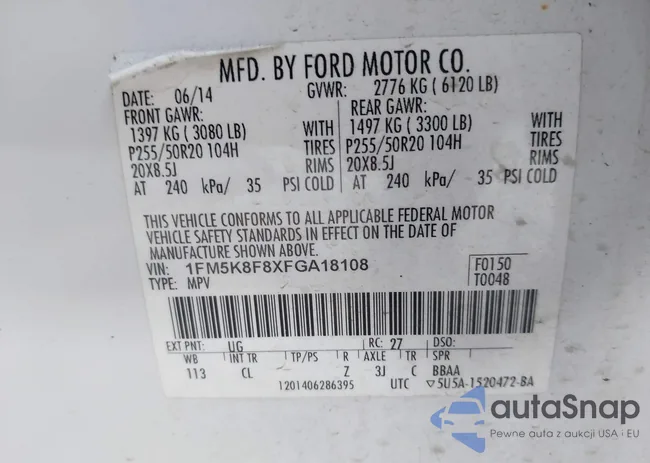 MFD. BY FORD MOTOR CO.
DATE: 06/14 GVWR: 2776 KG ( 6120 LB)
FRONT GAWR: REAR GAWR:
1397 KG ( 3080 LB) WITH 1497 KG ( 3300 LB) WITH
P255/50R20 104H TIRES P255/50R20 104H TIRES
20X8.5J RIMS 20X8.5J RIMS
AT 240 kPa/ 35 PSI COLD AT 240 kPa/ 35 PSI COLD
THIS VEHICLE CONFORMS TO ALL APPLICABLE FEDERAL MOTOR
VEHICLE SAFETY STANDARDS IN EFFECT ON THE DATE OF
MANUFACTURE SHOWN ABOVE.
VIN: 1FM5K8F8XFGA18108 F0150
TYPE: MPV T0048
EXT PNT: UG RC: 27 DSO:
WB INT TR TP/PS R AXLE TR SPR
113 CL Z 3J C BBAA
1201406286395 UTC ▽5U5A-1520472-BA
autaSnap
Pewne auta z aukcji USA i EU